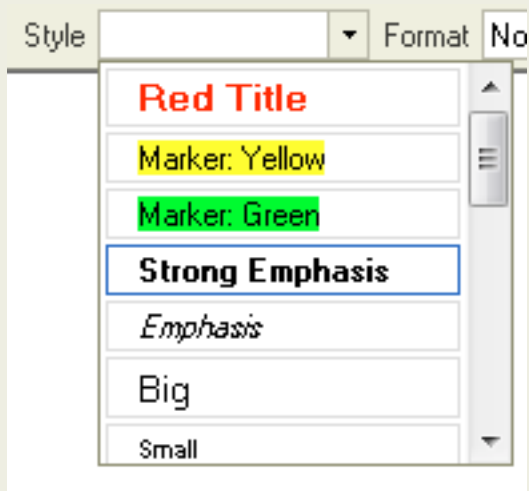 Style Format No
Red Title
Marker: Yellow
Marker: Green
Strong Emphasis
Emphasis
Big
Small